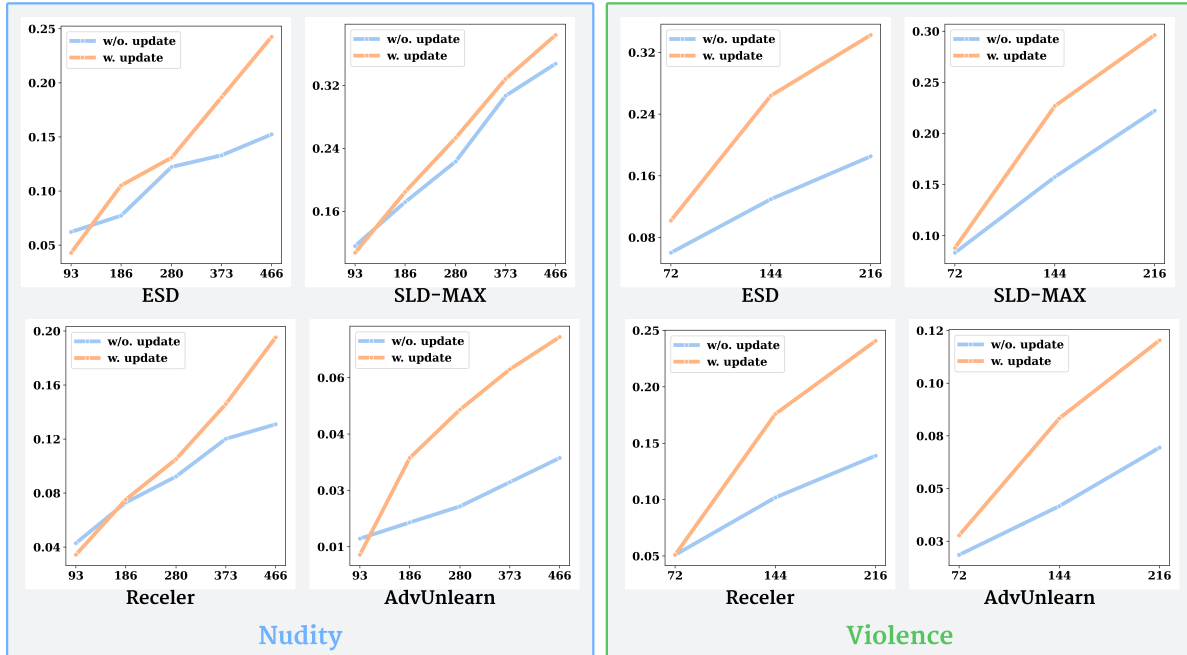 0.25
0.20
0.15
0.10
0.05
w/o. update
w. update
93 186 280 373 466
ESD
0.32
0.24
0.16
w/o. update
w. update
93 186 280 373 466
SLD-MAX
0.20
0.16
0.12
0.08
0.04
w/o. update
w. update
93 186 280 373 466
Receler
0.06
0.04
0.03
0.01
w/o. update
w. update
93 186 280 373 466
AdvUnlearn
Nudity
0.32
0.24
0.16
0.08
w/o. update
w. update
72 144 216
ESD
0.30
0.25
0.20
0.15
0.10
w/o. update
w. update
72 144 216
SLD-MAX
0.25
0.20
0.15
0.10
0.05
w/o. update
w. update
72 144 216
Receler
0.12
0.10
0.08
0.05
0.03
w/o. update
w. update
72 144 216
AdvUnlearn
Violence